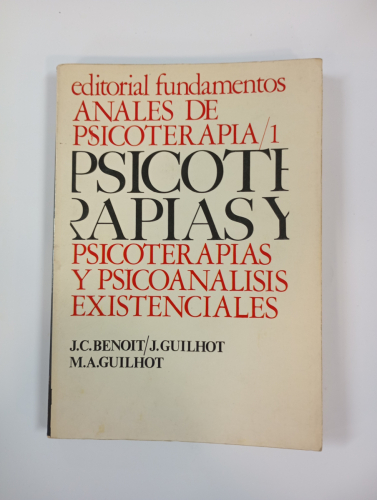 editorial fundamentos
ANALES DE
PSICOTERAPIA/1
PSICOTE
RAPIAS Y
PSICOTERAPIAS
Y PSICOANALISIS
EXISTENCIALES
J.C.BENOIT/J.GUILHOT
M.A.GUILHOT